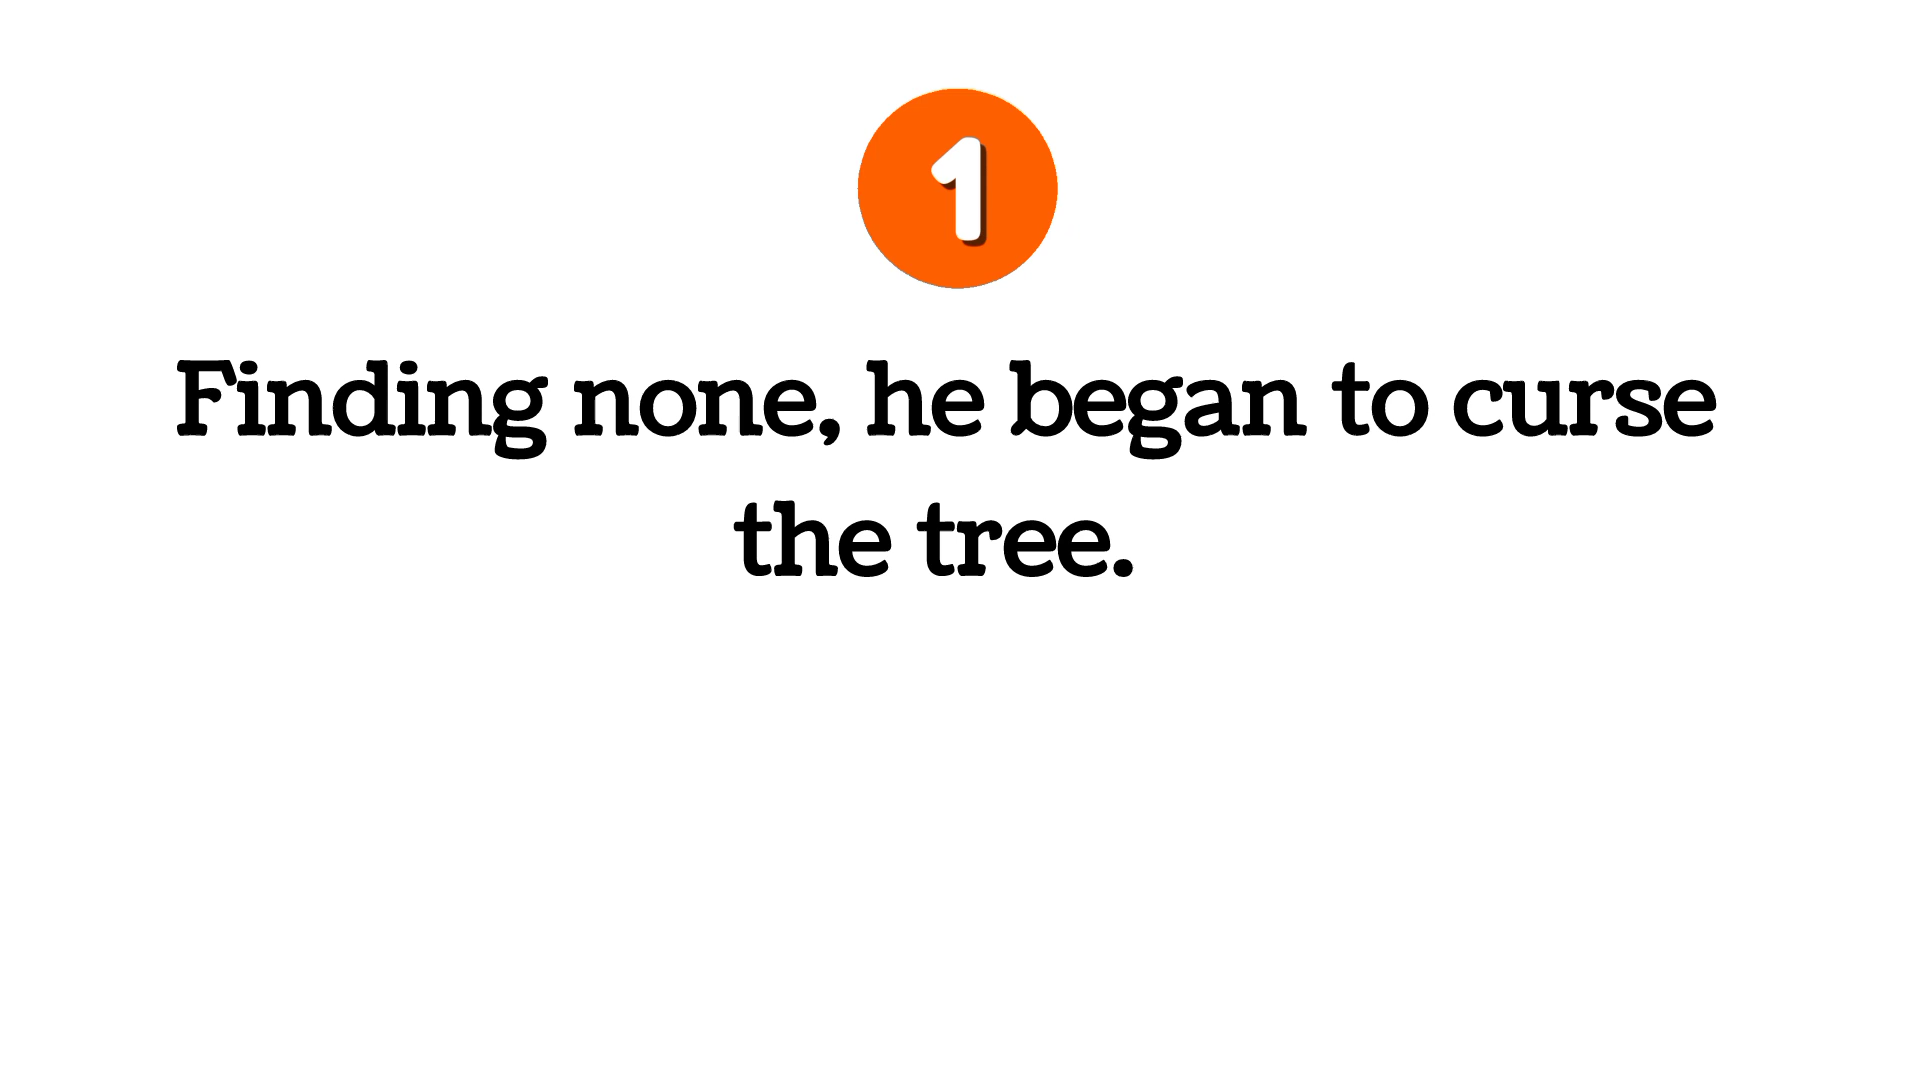 1
Finding none, he began to curse
the tree.